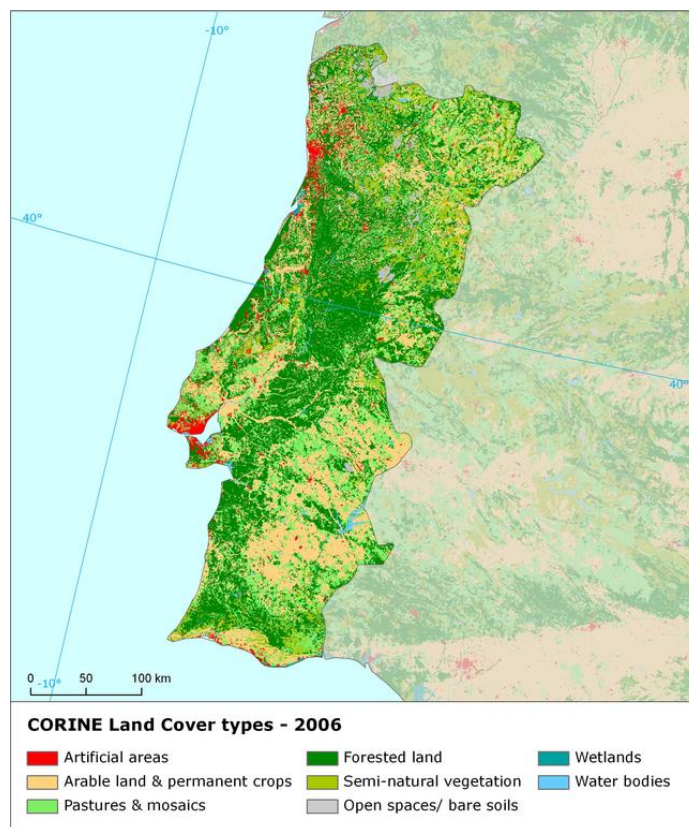 -10°
40°
40°
0 50 100 km
-10°
CORINE Land Cover types - 2006
Artificial areas
Arable land & permanent crops
Pastures & mosaics
Forested land
Semi-natural vegetation
Open spaces/ bare soils
Wetlands
Water bodies